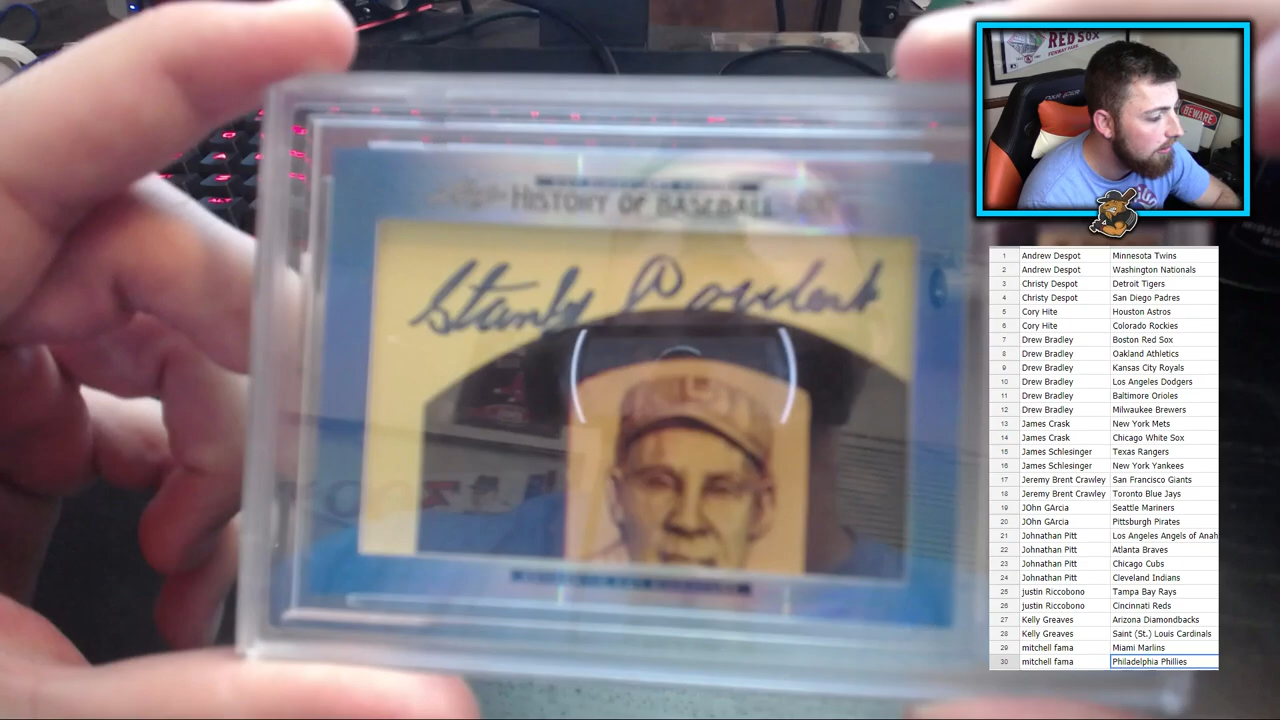 HISTORY OF BASEBALL
Stanley Coveleski
RED SOX
FENWAY PARK
BEWARE
1 Andrew Despot Minnesota Twins
2 Andrew Despot Washington Nationals
3 Christy Despot Detroit Tigers
4 Christy Despot San Diego Padres
5 Cory Hite Houston Astros
6 Cory Hite Colorado Rockies
7 Drew Bradley Boston Red Sox
8 Drew Bradley Oakland Athletics
9 Drew Bradley Kansas City Royals
10 Drew Bradley Los Angeles Dodgers
11 Drew Bradley Baltimore Orioles
12 Drew Bradley Milwaukee Brewers
13 James Crask New York Mets
14 James Crask Chicago White Sox
15 James Schlesinger Texas Rangers
16 James Schlesinger New York Yankees
17 Jeremy Brent Crawley San Francisco Giants
18 Jeremy Brent Crawley Toronto Blue Jays
19 JOhn GArcia Seattle Mariners
20 JOhn GArcia Pittsburgh Pirates
21 Johnathan Pitt Los Angeles Angels of Anah
22 Johnathan Pitt Atlanta Braves
23 Johnathan Pitt Chicago Cubs
24 Johnathan Pitt Cleveland Indians
25 justin Riccobono Tampa Bay Rays
26 justin Riccobono Cincinnati Reds
27 Kelly Greaves Arizona Diamondbacks
28 Kelly Greaves Saint (St.) Louis Cardinals
29 mitchell fama Miami Marlins
30 mitchell fama Philadelphia Phillies